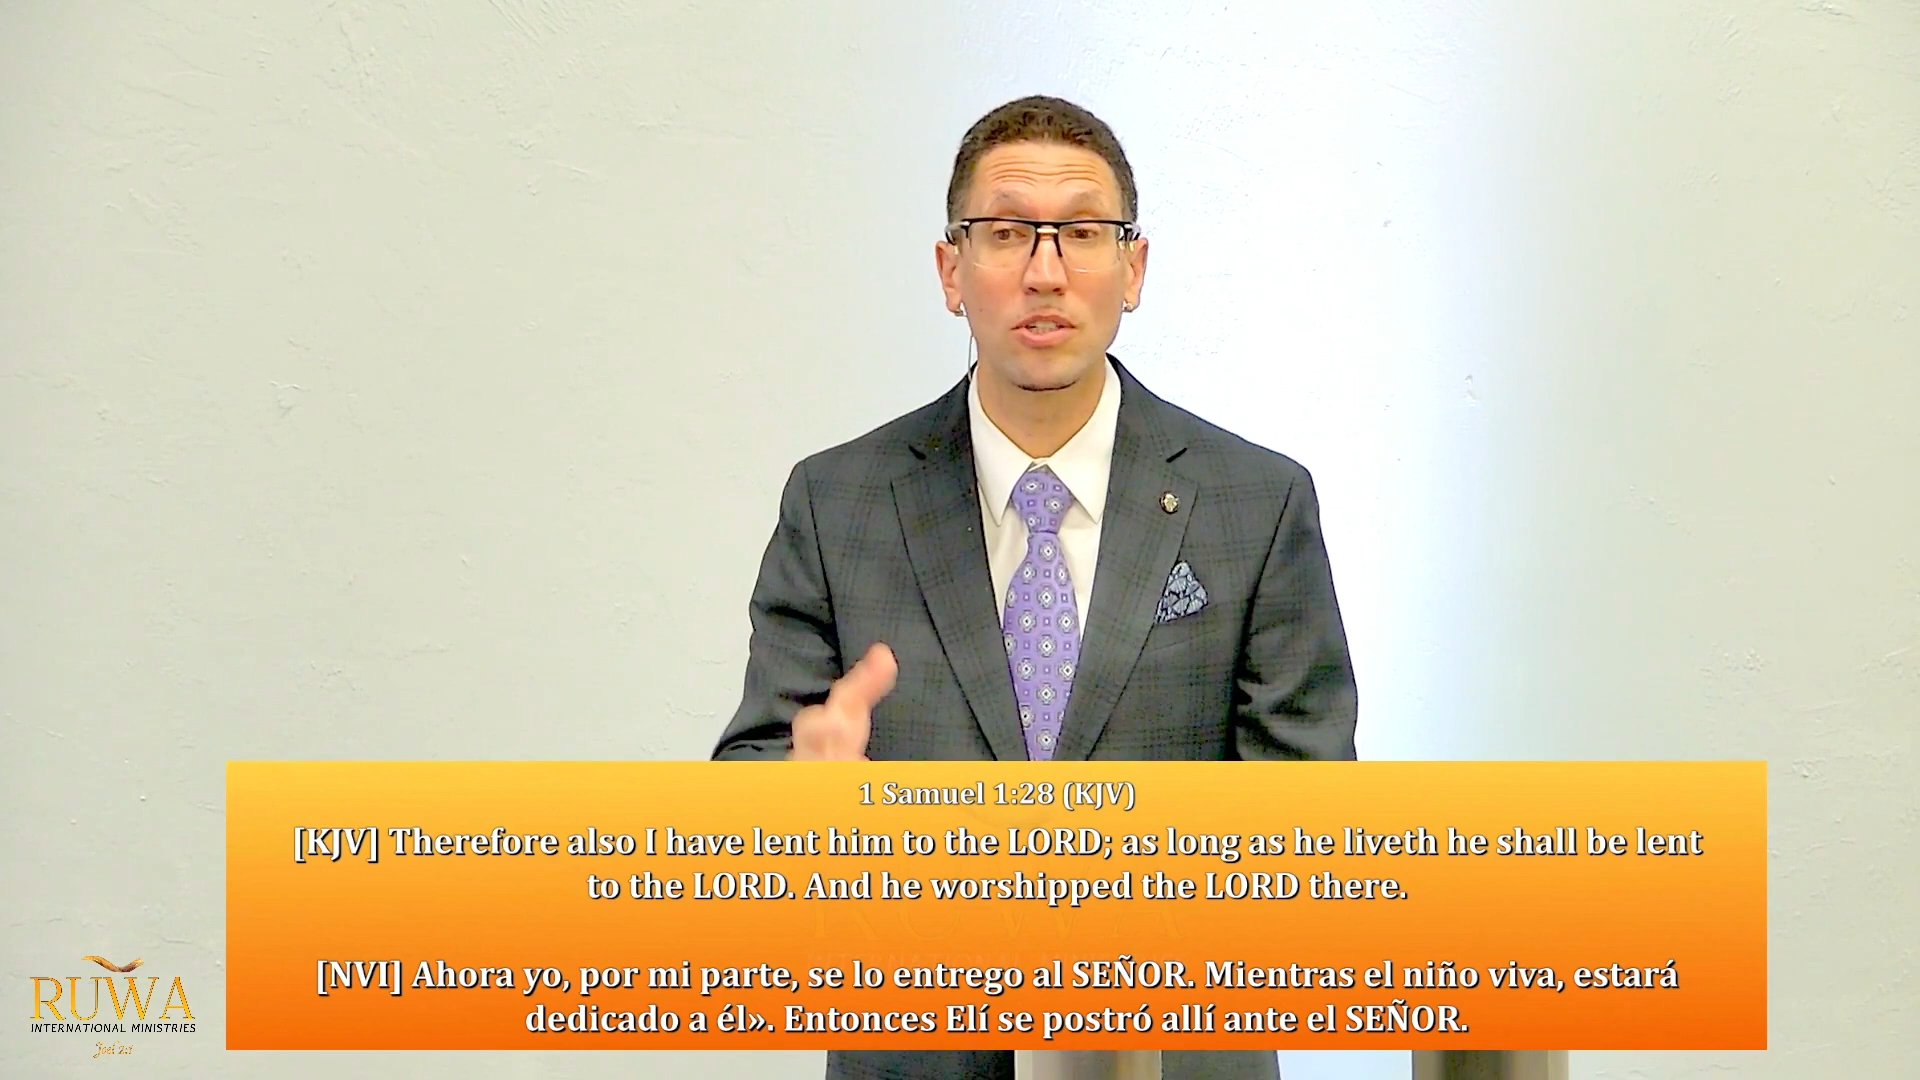 1 Samuel 1:28 (KJV)
[KJV] Therefore also I have lent him to the LORD; as long as he liveth he shall be lent
to the LORD. And he worshipped the LORD there.
[NVI] Ahora yo, por mi parte, se lo entrego al SEÑOR. Mientras el niño viva, estará
dedicado a él». Entonces Elí se postró allí ante el SEÑOR.
RUWA
INTERNATIONAL MINISTRIES
Joel 2:1